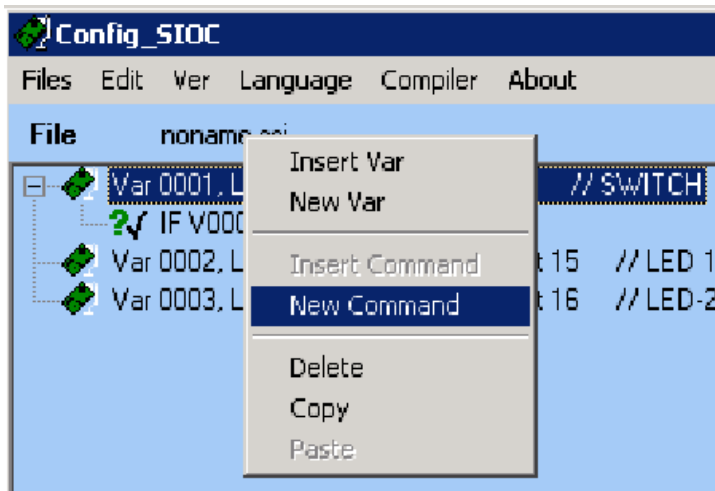 Config_SIOC
Files Edit Ver Language Compiler About
File
Insert Var
Var 0001, L // SWITCH
New Var
IF V000
Var 0002, L Insert Command t 15 // LED 1
Var 0003, L New Command t 16 // LED-2
Delete
Copy
Paste